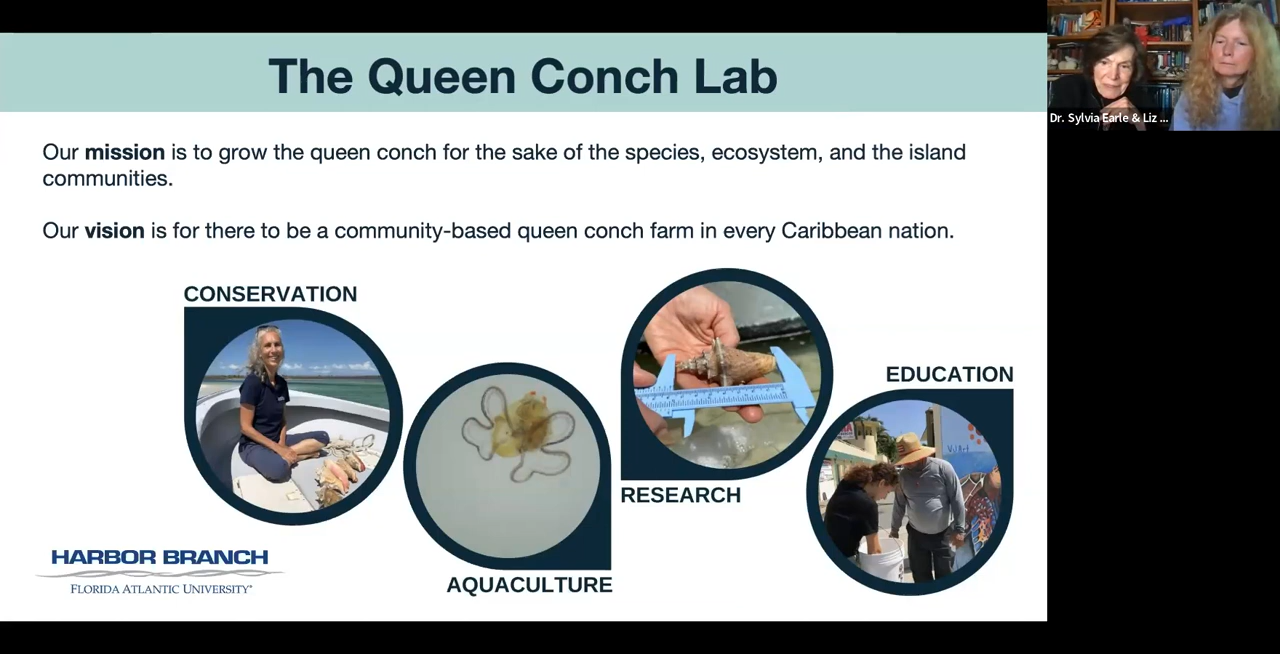 The Queen Conch Lab
Dr. Sylvia Earle & Liz ...
Our mission is to grow the queen conch for the sake of the species, ecosystem, and the island
communities.
Our vision is for there to be a community-based queen conch farm in every Caribbean nation.
CONSERVATION
EDUCATION
RESEARCH
AQUACULTURE
HARBOR BRANCH
FLORIDA ATLANTIC UNIVERSITY